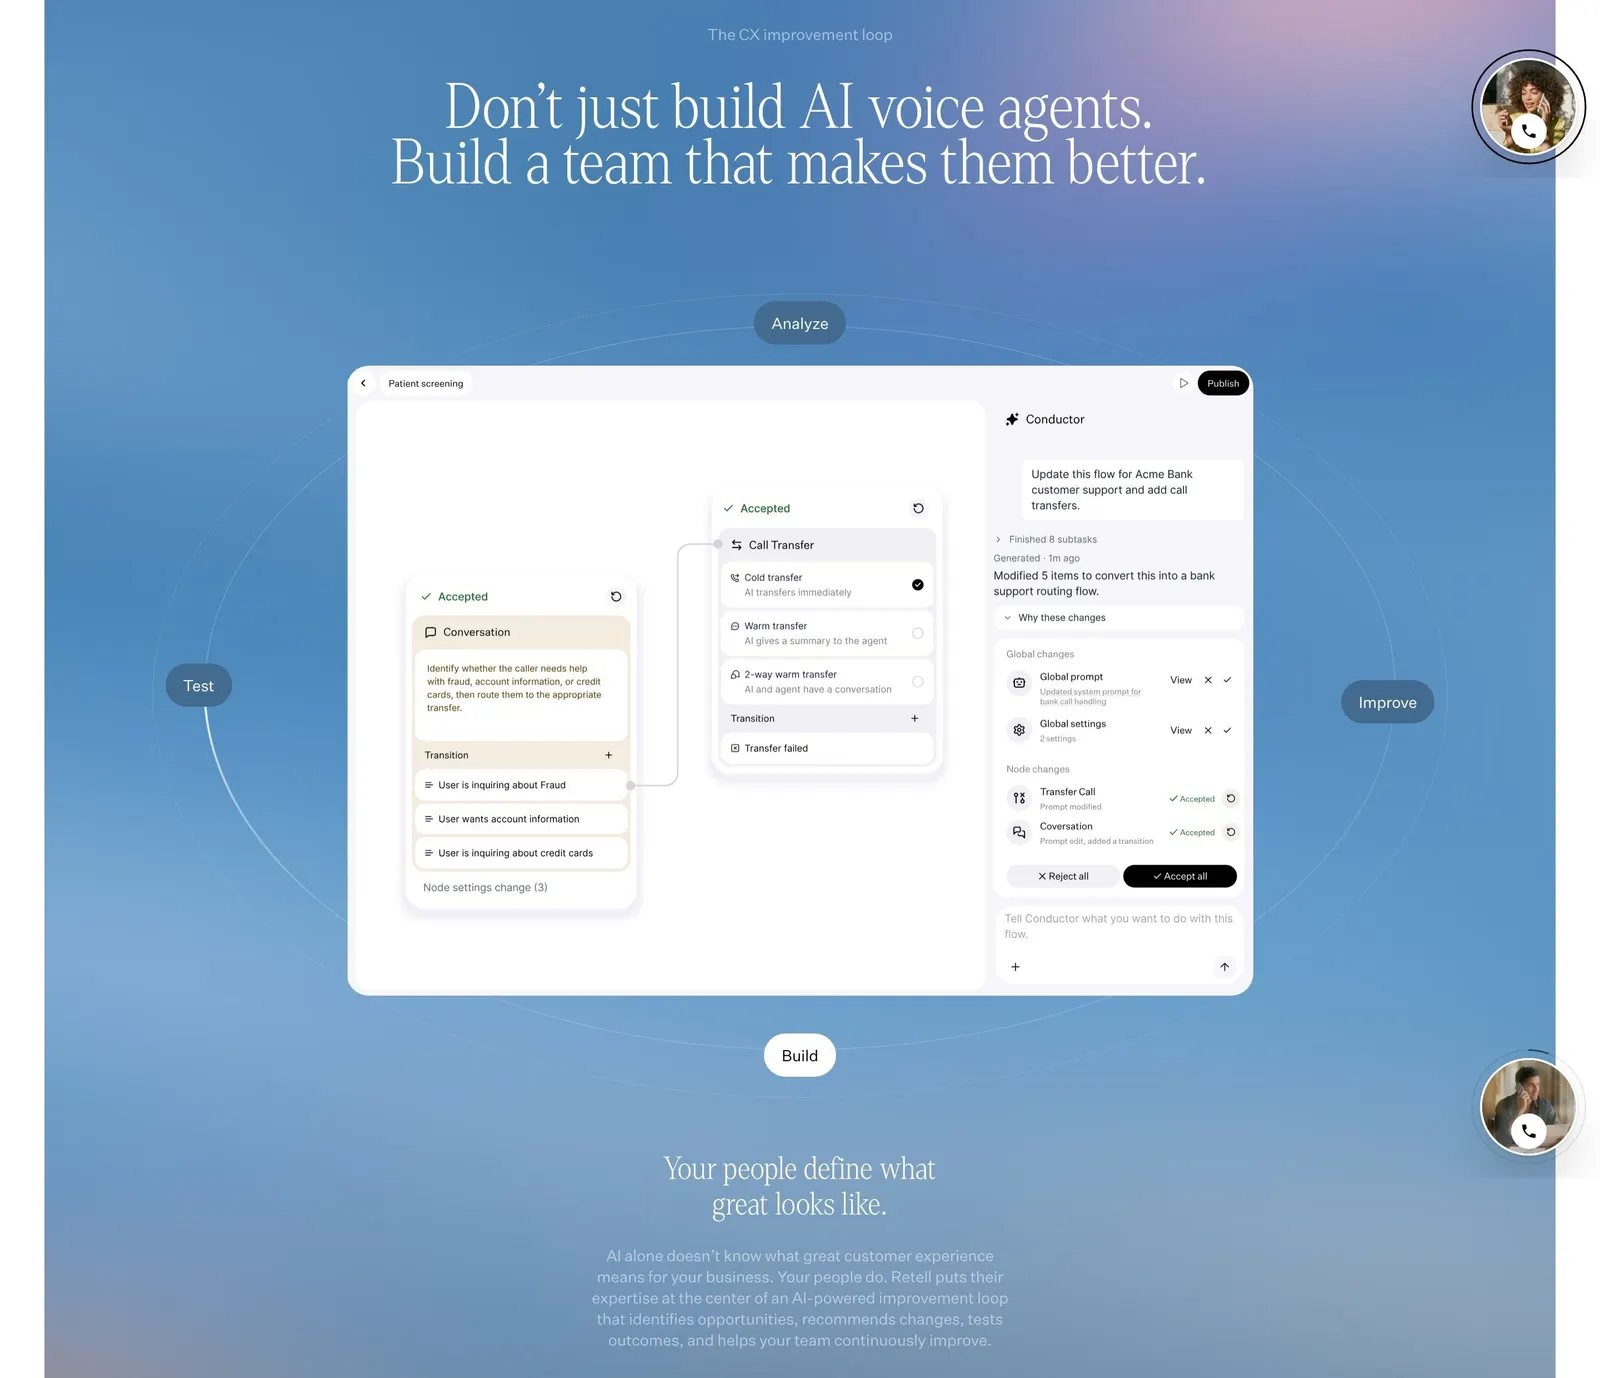 The CX improvement loop
Don’t just build AI voice agents.
Build a team that makes them better.
Analyze
Patient screening
Publish
Conductor
Update this flow for Acme Bank
customer support and add call
transfers.
Finished 8 subtasks
Generated · 1m ago
Modified 5 items to convert this into a bank
support routing flow.
Why these changes
Global changes
Global prompt
Updated system prompt for
bank call handling
View
Global settings
2 settings
View
Node changes
Transfer Call
Prompt modified
Accepted
Coversation
Prompt edit, added a transition
Accepted
Reject all
Accept all
Tell Conductor what you want to do with this
flow.
Accepted
Call Transfer
Cold transfer
AI transfers immediately
Warm transfer
AI gives a summary to the agent
2-way warm transfer
AI and agent have a conversation
Transition
Transfer failed
Accepted
Conversation
Identify whether the caller needs help
with fraud, account information, or credit
cards, then route them to the appropriate
transfer.
Transition
User is inquiring about Fraud
User wants account information
User is inquiring about credit cards
Node settings change (3)
Test
Improve
Build
Your people define what
great looks like.
AI alone doesn’t know what great customer experience
means for your business. Your people do. Retell puts their
expertise at the center of an AI-powered improvement loop
that identifies opportunities, recommends changes, tests
outcomes, and helps your team continuously improve.